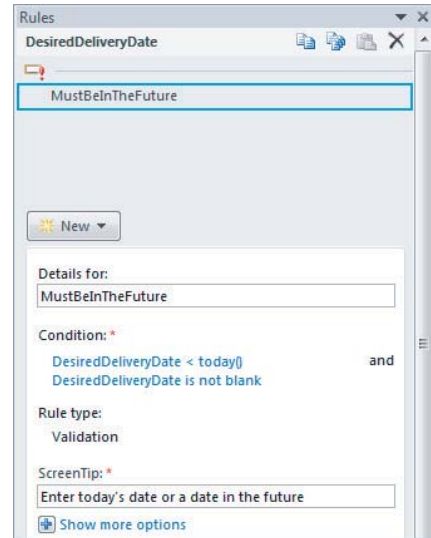 Rules
DesiredDeliveryDate
MustBeInTheFuture
New
Details for:
MustBeInTheFuture
Condition: *
DesiredDeliveryDate < today() and
DesiredDeliveryDate is not blank
Rule type:
Validation
ScreenTip: *
Enter today's date or a date in the future
Show more options